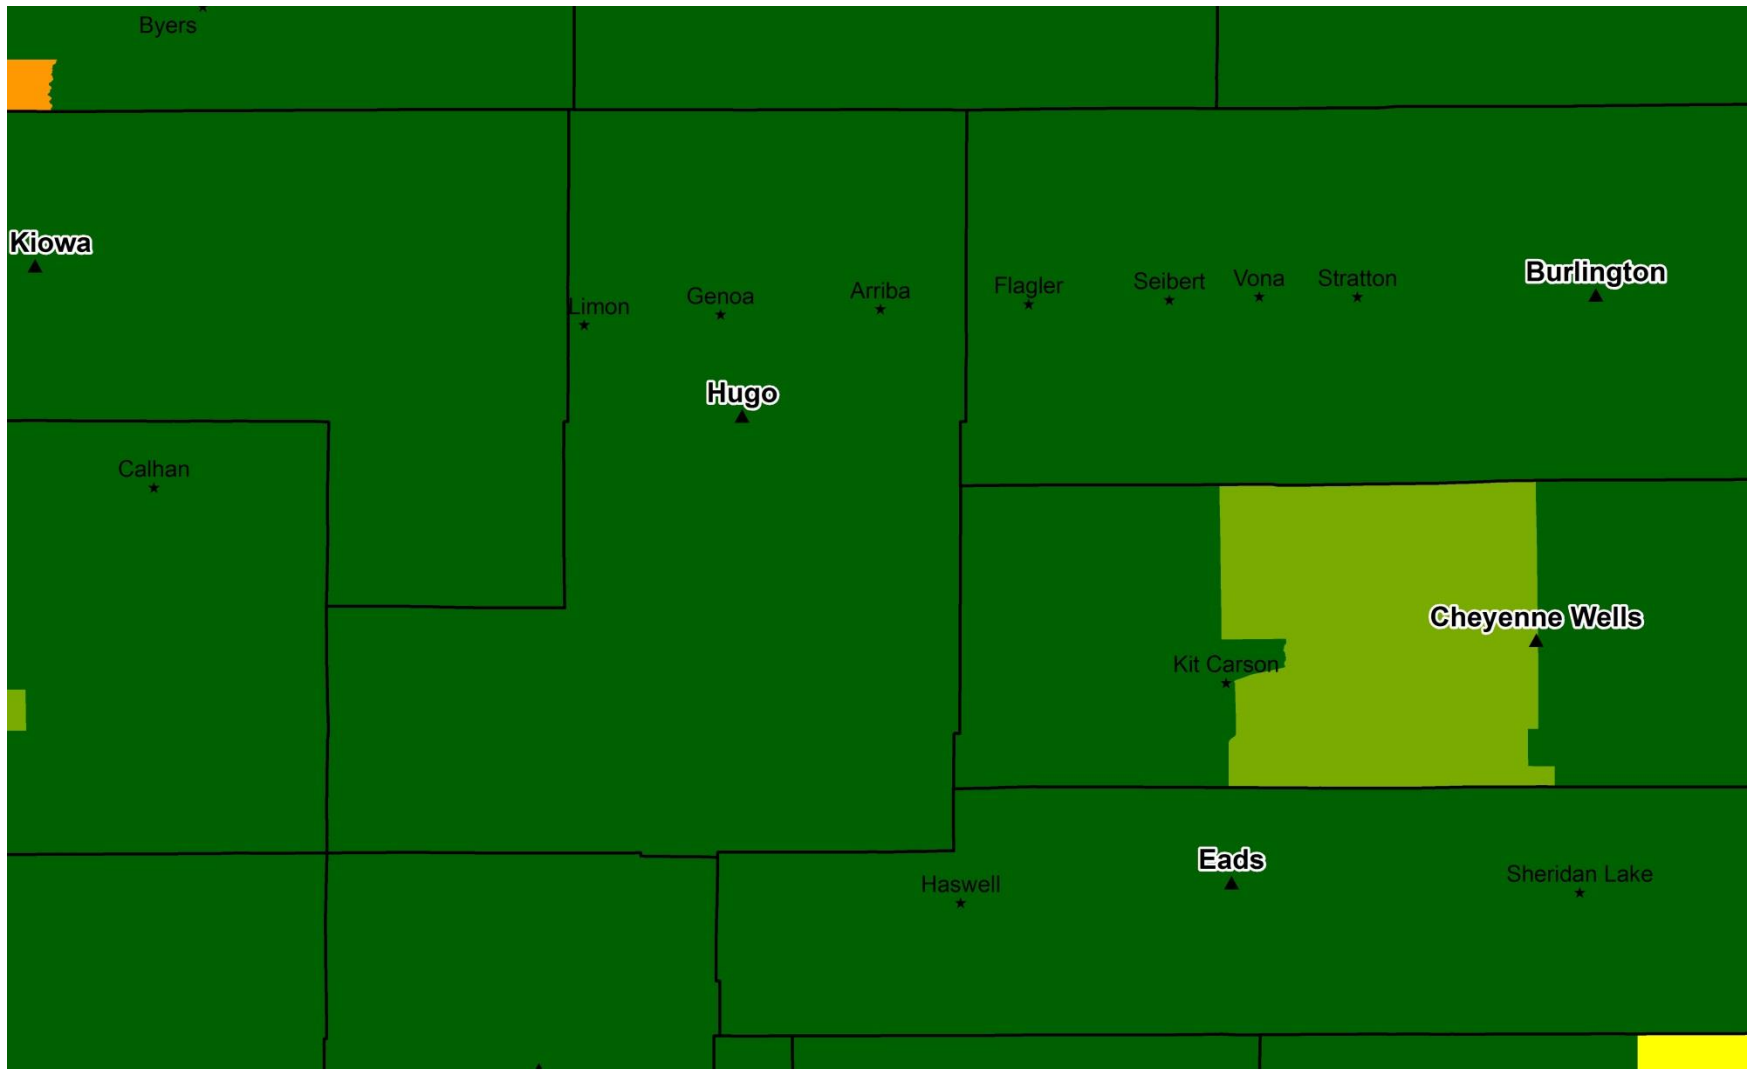 Byers
Kiowa
Burlington
Vona
Stratton
Seibert
Flagler
Arriba
Genoa
Limon
Hugo
Calhan
Cheyenne Wells
Kit Carson
Eads
Sheridan Lake
Haswell